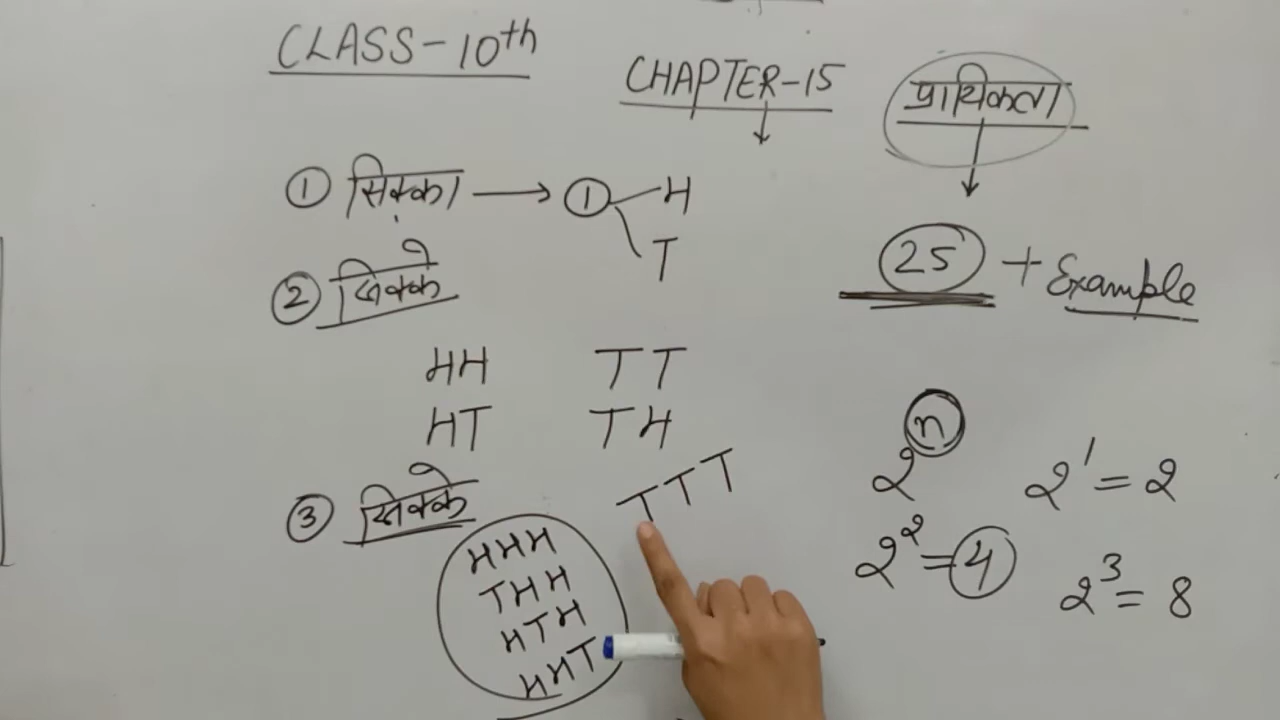 CLASS-10th
CHAPTER-15
प्रायिकता
① सिक्का → ① H
T
② सिक्के
25 + Example
HH TT
HT TH
③ सिक्के
TTT
HHH
THH
HTH
HHT
2ⁿ 2¹ = 2
2² = 4 2³ = 8